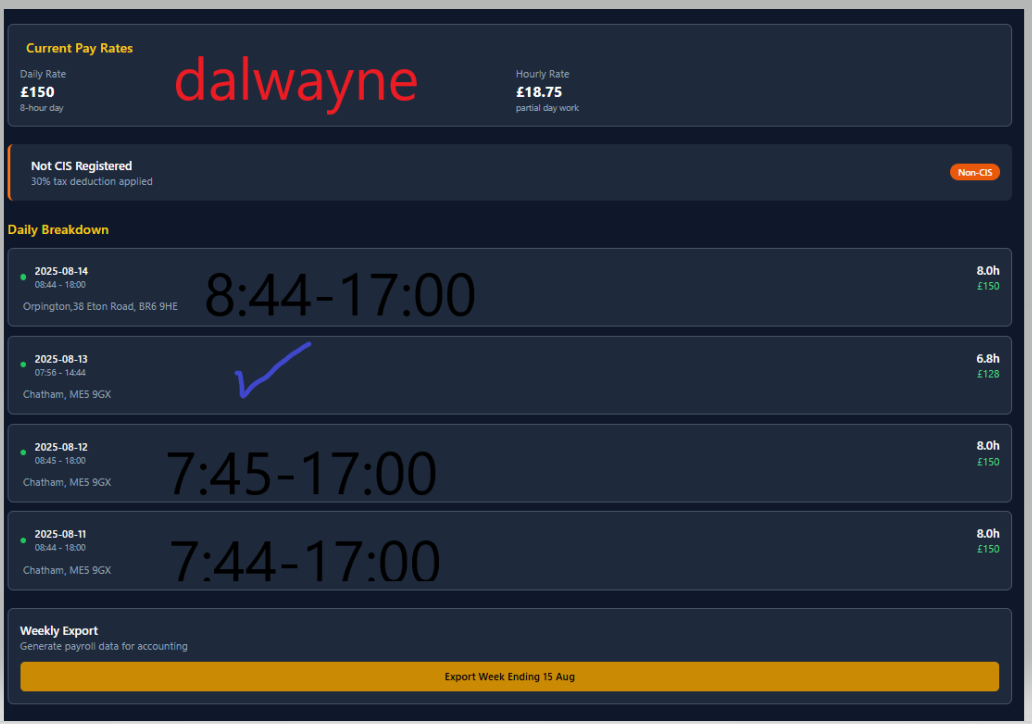 Current Pay Rates
Daily Rate
£150
8-hour day
dalwayne
Hourly Rate
£18.75
partial day work
Not CIS Registered
30% tax deduction applied
Non-CIS
Daily Breakdown
2025-08-14
08:44 - 18:00
Orpington,38 Eton Road, BR6 9HE
8:44-17:00
8.0h
£150
2025-08-13
07:56 - 14:44
Chatham, ME5 9GX
6.8h
£128
2025-08-12
08:45 - 18:00
Chatham, ME5 9GX
7:45-17:00
8.0h
£150
2025-08-11
08:44 - 18:00
Chatham, ME5 9GX
7:44-17:00
8.0h
£150
Weekly Export
Generate payroll data for accounting
Export Week Ending 15 Aug